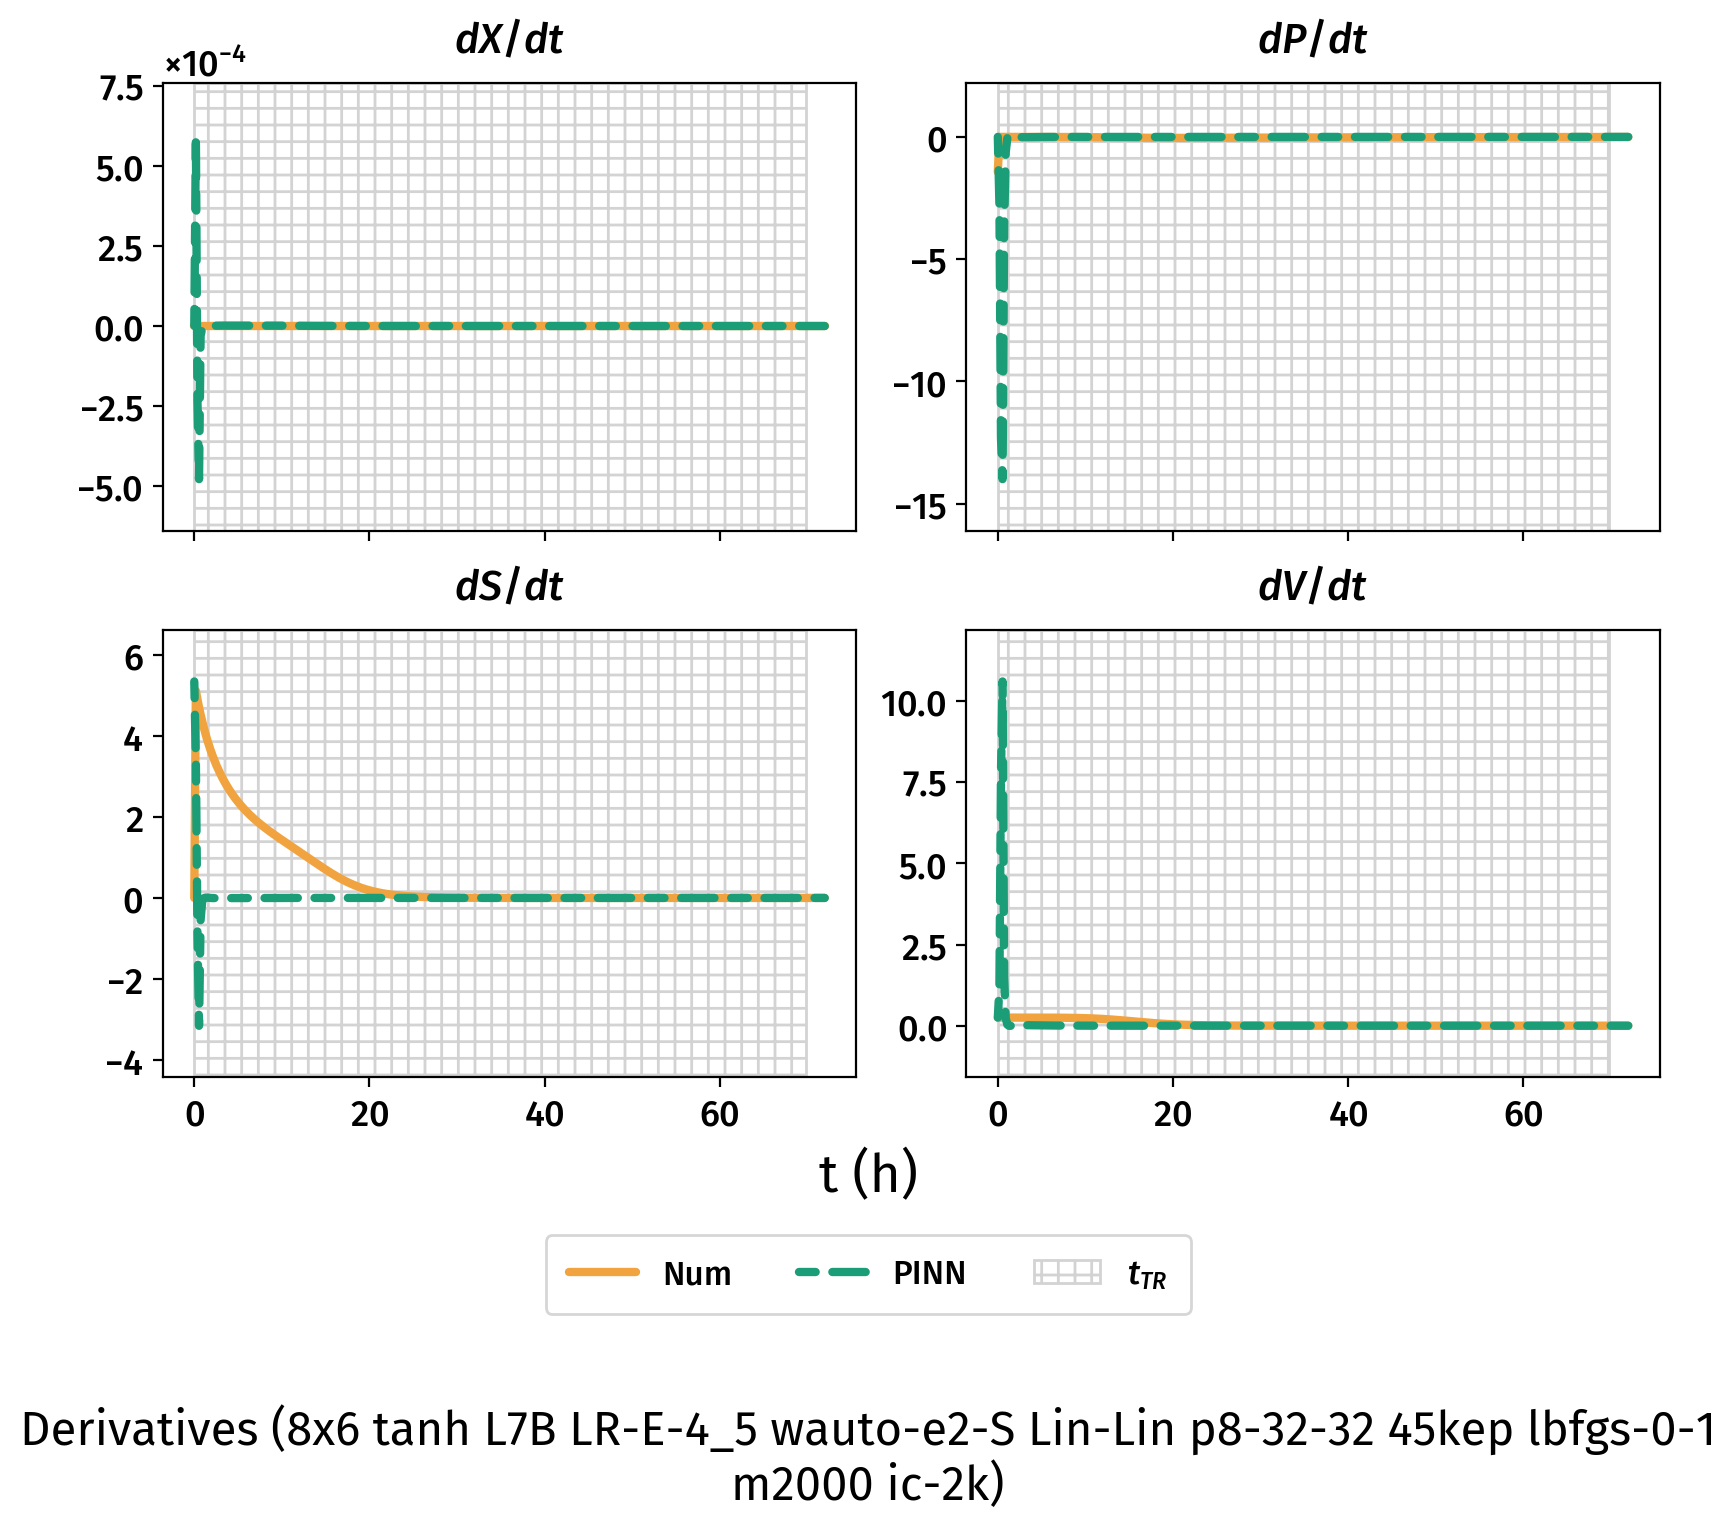 dX/dt
dP/dt
×10⁻⁴
7.5
5.0
2.5
0.0
−2.5
−5.0
0
−5
−10
−15
dS/dt
dV/dt
6
4
2
0
−2
−4
10.0
7.5
5.0
2.5
0.0
0 20 40 60
0 20 40 60
t (h)
Num PINN t_TR
Derivatives (8x6 tanh L7B LR-E-4_5 wauto-e2-S Lin-Lin p8-32-32 45kep lbfgs-0-1
m2000 ic-2k)